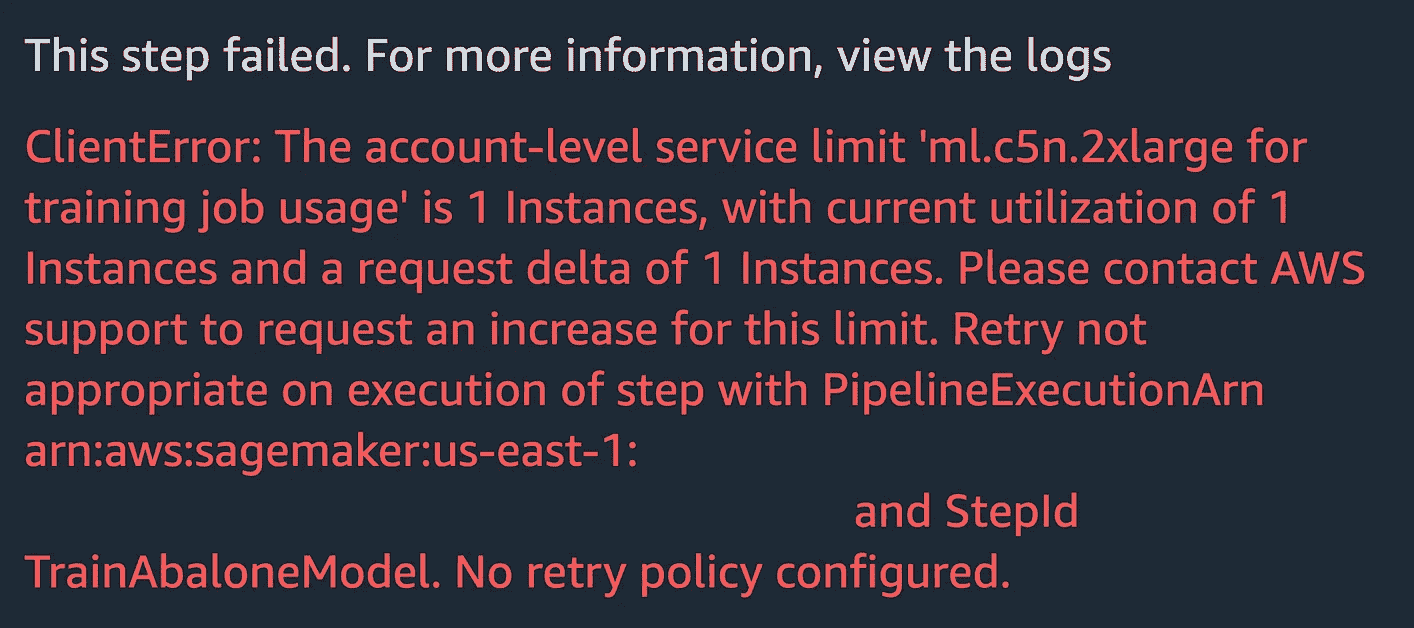 This step failed. For more information, view the logs
ClientError: The account-level service limit 'ml.c5n.2xlarge for
training job usage' is 1 Instances, with current utilization of 1
Instances and a request delta of 1 Instances. Please contact AWS
support to request an increase for this limit. Retry not
appropriate on execution of step with PipelineExecutionArn
arn:aws:sagemaker:us-east-1:
and StepId
TrainAbaloneModel. No retry policy configured.